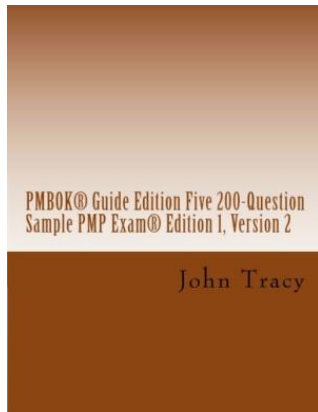 PMBOK® Guide Edition Five 200-Question
Sample PMP Exam® Edition 1, Version 2
John Tracy